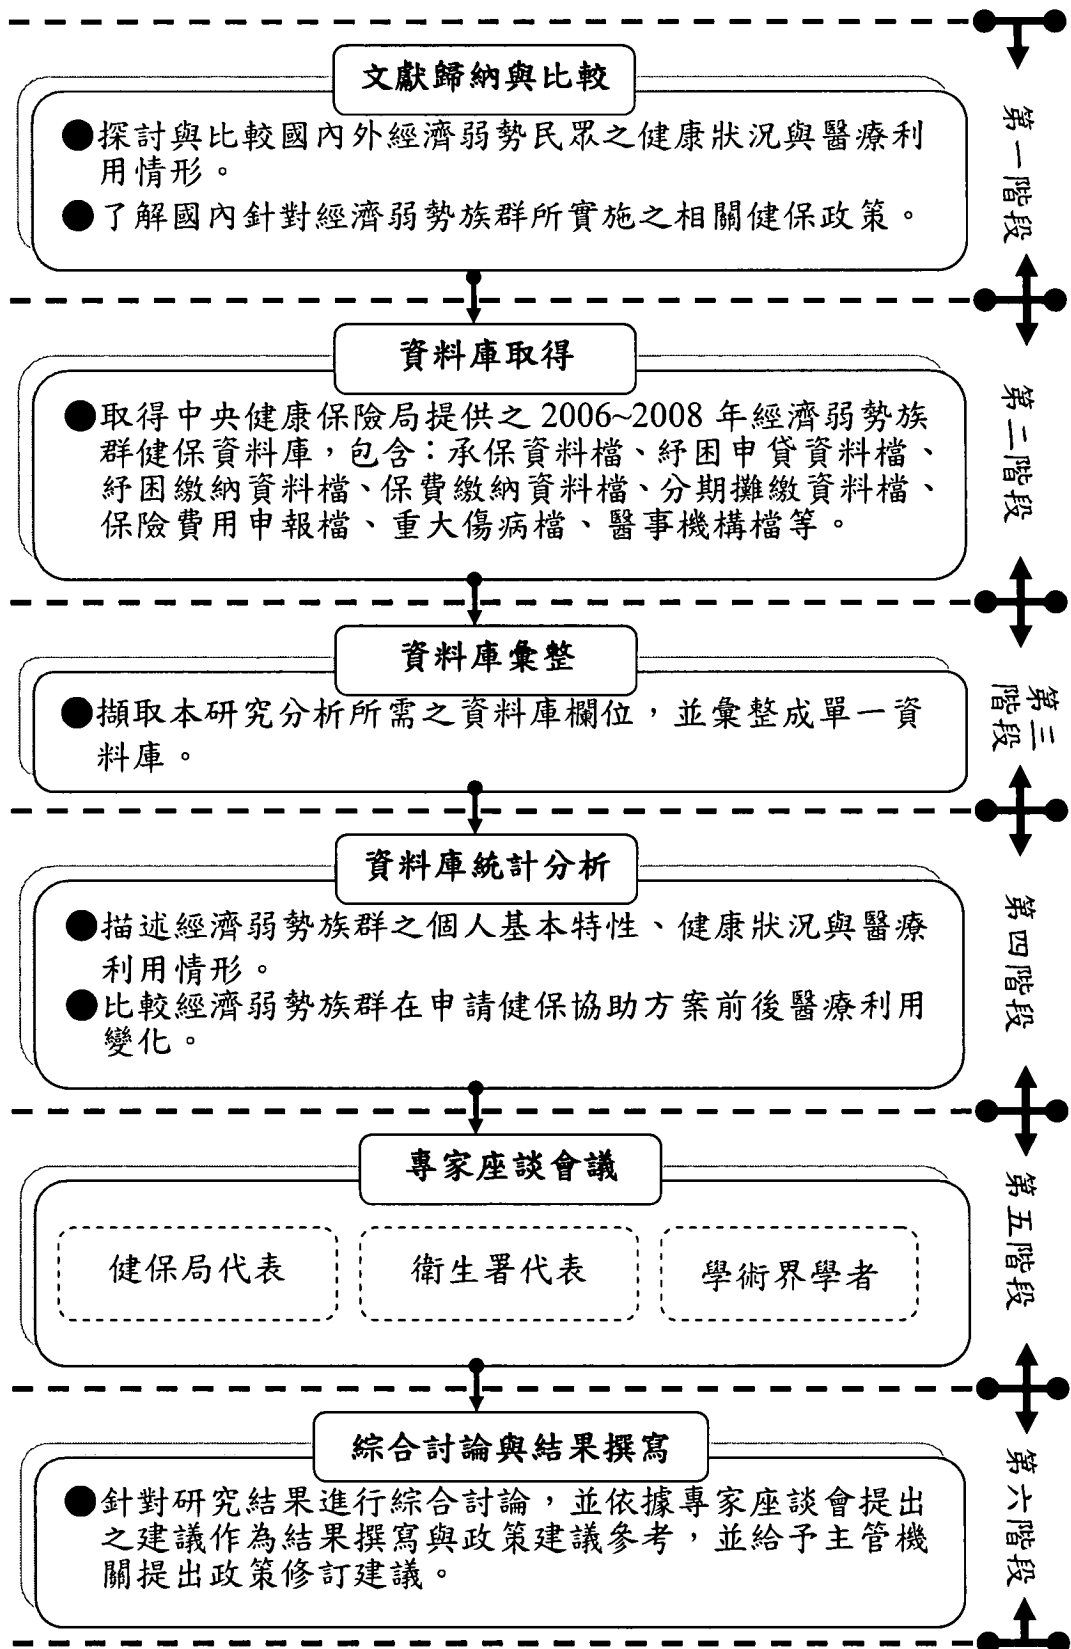 文獻歸納與比較
●探討與比較國內外經濟弱勢民眾之健康狀況與醫療利
用情形。
●了解國內針對經濟弱勢族群所實施之相關健保政策。
第一階段
資料庫取得
●取得中央健康保險局提供之 2006~2008 年經濟弱勢族
群健保資料庫，包含：承保資料檔、紓困申貸資料檔、
紓困繳納資料檔、保費繳納資料檔、分期攤繳資料檔、
保險費用申報檔、重大傷病檔、醫事機構檔等。
第二階段
資料庫彙整
●擷取本研究分析所需之資料庫欄位，並彙整成單一資
料庫。
第三
階段
資料庫統計分析
●描述經濟弱勢族群之個人基本特性、健康狀況與醫療
利用情形。
●比較經濟弱勢族群在申請健保協助方案前後醫療利用
變化。
第四階段
專家座談會議
健保局代表
衛生署代表
學術界學者
第五階段
綜合討論與結果撰寫
●針對研究結果進行綜合討論，並依據專家座談會提出
之建議作為結果撰寫與政策建議參考，並給予主管機
關提出政策修訂建議。
第六階段